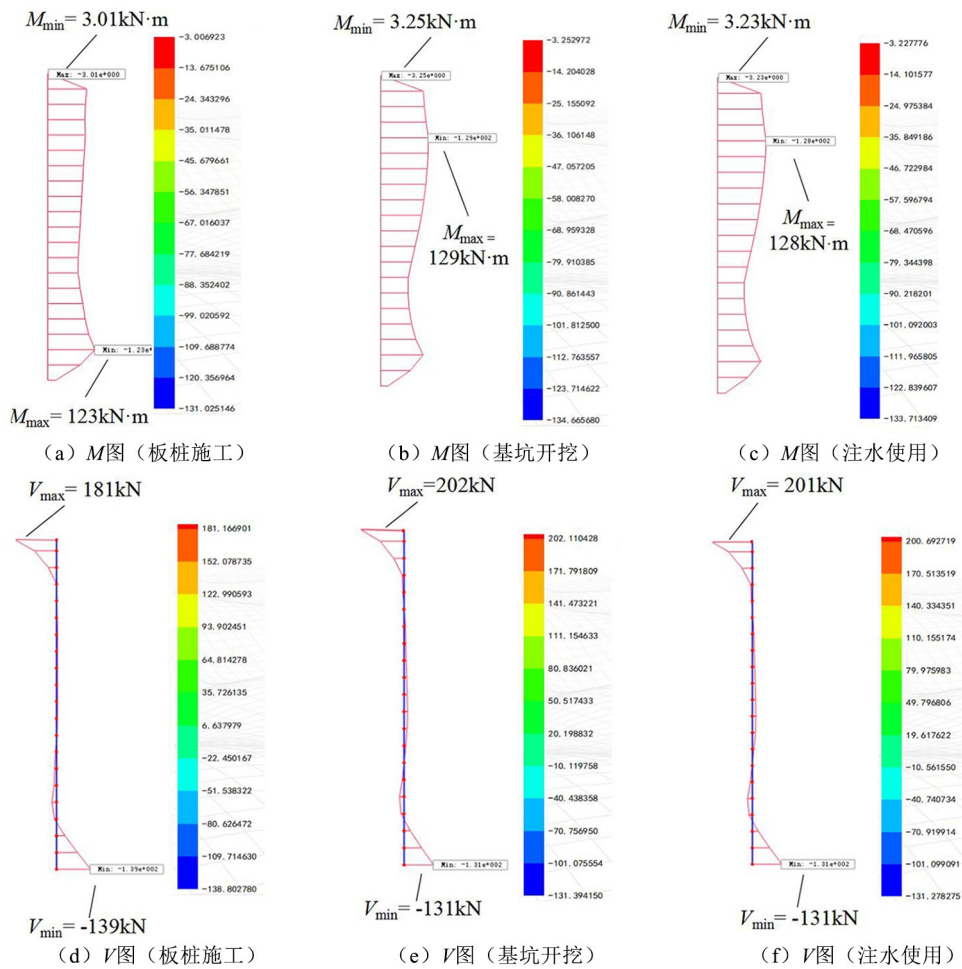 M_min= 3.01kN·m
Max: -3.01e+000
-3.006923
-13.675106
-24.343296
-35.011478
-45.679661
-56.347851
-67.016037
-77.684219
-88.352402
-99.020592
-109.688774
-120.356964
-131.025146
Min: -1.23e+
M_max= 123kN·m
(a) M图(板桩施工)
M_min= 3.25kN·m
Max: -3.25e+000
Min: -1.29e+002
M_max=
129kN·m
-3.252972
-14.204028
-25.155092
-36.106148
-47.057205
-58.008270
-68.959328
-79.910385
-90.861443
-101.812500
-112.763557
-123.714622
-134.665680
(b) M图(基坑开挖)
M_min= 3.23kN·m
Max: -3.23e+000
Min: -1.28e+002
M_max=
128kN·m
-3.227776
-14.101577
-24.975384
-35.849186
-46.722984
-57.596794
-68.470596
-79.344398
-90.218201
-101.092003
-111.965805
-122.839607
-133.713409
(c) M图(注水使用)
V_max= 181kN
181.166901
152.078735
122.990593
93.902451
64.814278
35.726135
6.637979
-22.450167
-51.538322
-80.626472
-109.714630
-138.802780
Min: -1.39e+002
V_min= -139kN
(d) V图(板桩施工)
V_max=202kN
202.110428
171.791809
141.473221
111.154633
80.836021
50.517433
20.198832
-10.119758
-40.438358
-70.756950
-101.075554
-131.394150
Min: -1.31e+002
V_min= -131kN
(e) V图(基坑开挖)
V_max= 201kN
200.692719
170.513519
140.334351
110.155174
79.975983
49.796806
19.617622
-10.561550
-40.740734
-70.919914
-101.099091
-131.278275
Min: -1.31e+002
V_min= -131kN
(f) V图(注水使用)